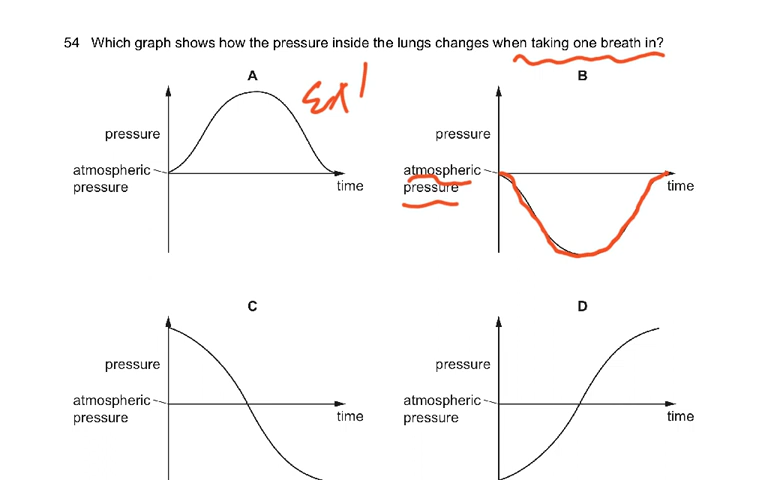 54 Which graph shows how the pressure inside the lungs changes when taking one breath in?
A
B
pressure
pressure
atmospheric
pressure
time
atmospheric
pressure
time
C
D
pressure
pressure
atmospheric
pressure
time
atmospheric
pressure
time